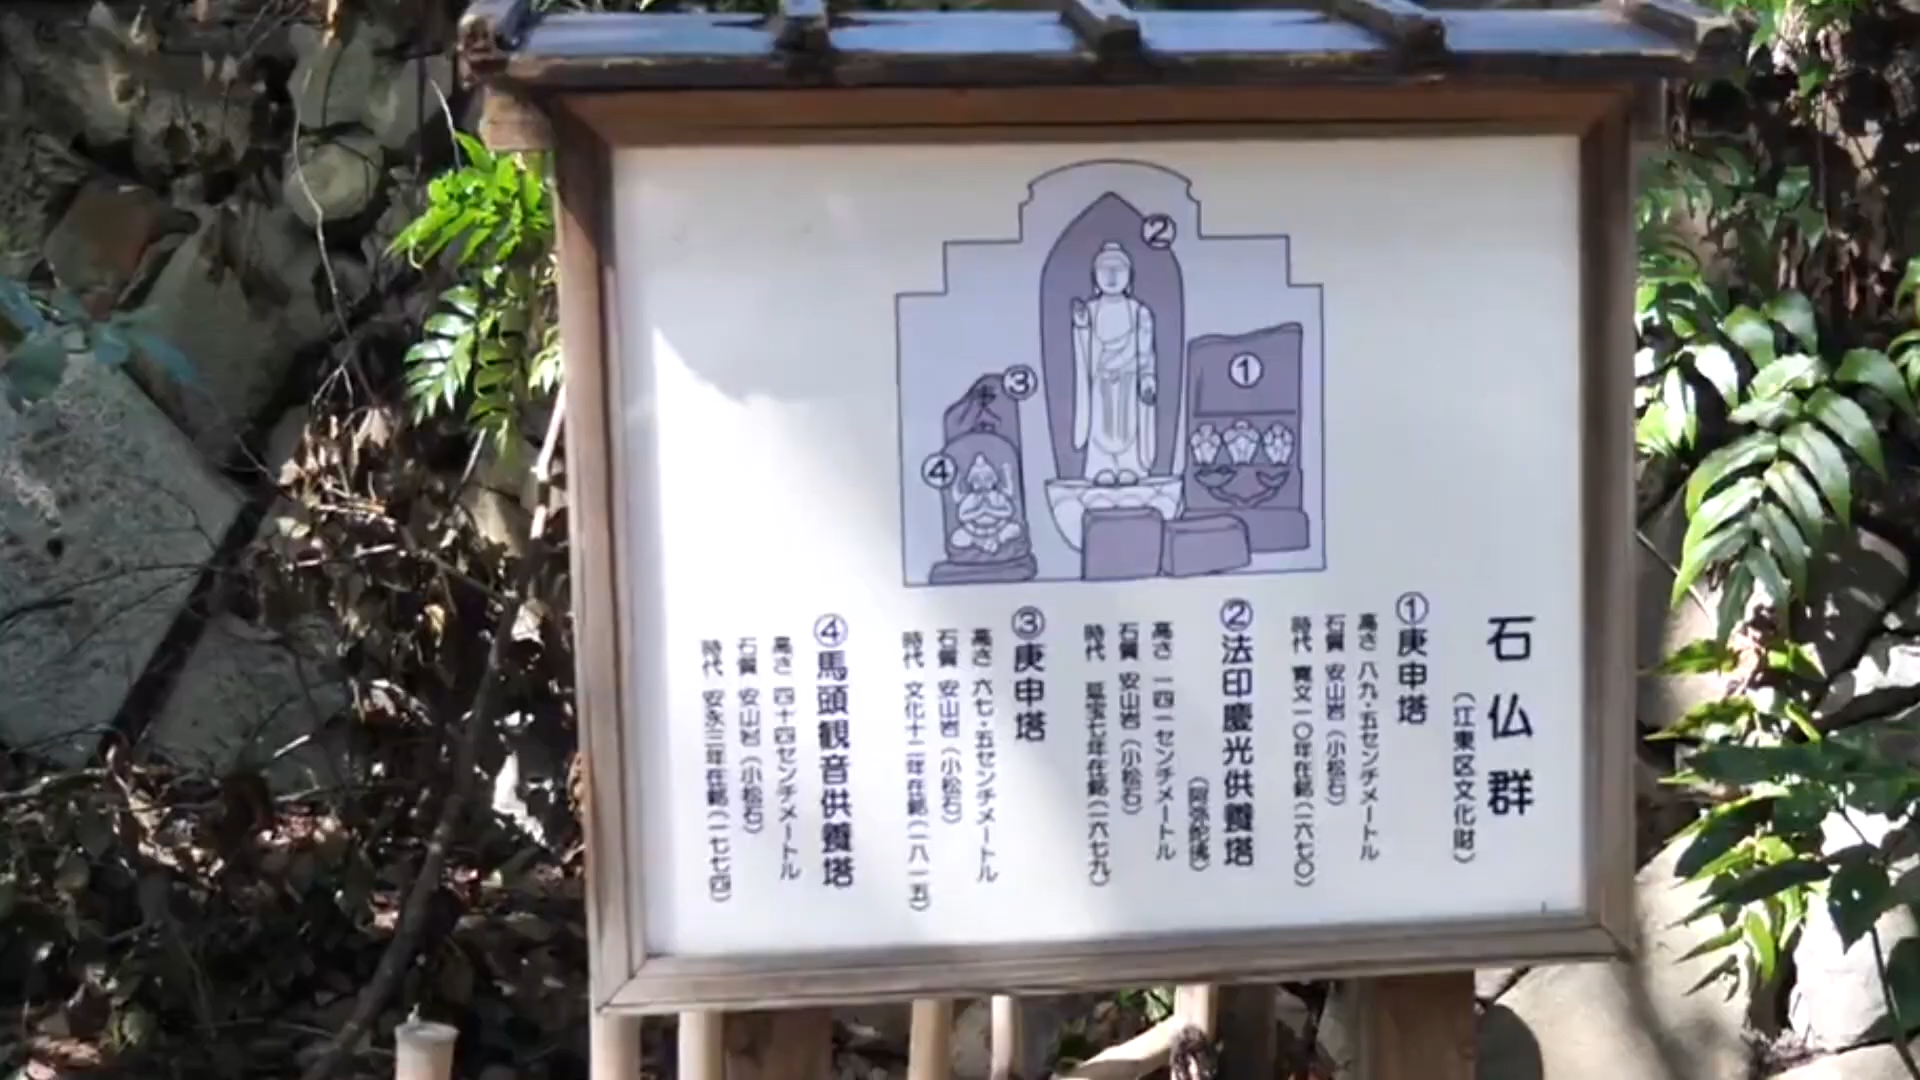 石仏群
(江東区文化財)
①庚申塔
高さ 八九・五センチメートル
石質 安山岩(小松石)
時代 寛文一〇年在銘(一六七〇)
②法印慶光供養塔
(阿弥陀像)
高さ 一四一センチメートル
石質 安山岩(小松石)
時代 延宝七年在銘(一六七九)
③庚申塔
高さ 六七・五センチメートル
石質 安山岩(小松石)
時代 文化十二年在銘(一八一五)
④馬頭観音供養塔
高さ 四十四センチメートル
石質 安山岩(小松石)
時代 安永三年在銘(一七七四)
②
①
③
④